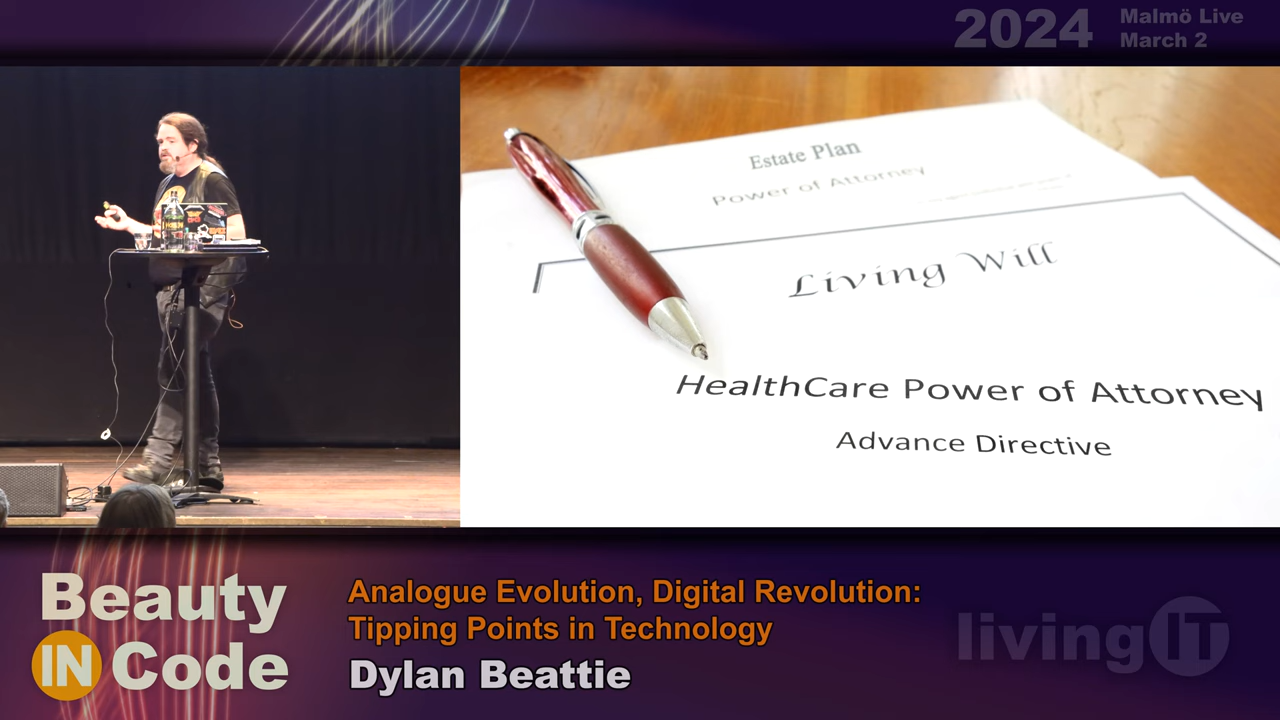 2024
Malmö Live
March 2
Estate Plan
Power of Attorney
Living Will
HealthCare Power of Attorney
Advance Directive
Beauty
IN Code
Analogue Evolution, Digital Revolution:
Tipping Points in Technology
Dylan Beattie
livingIT